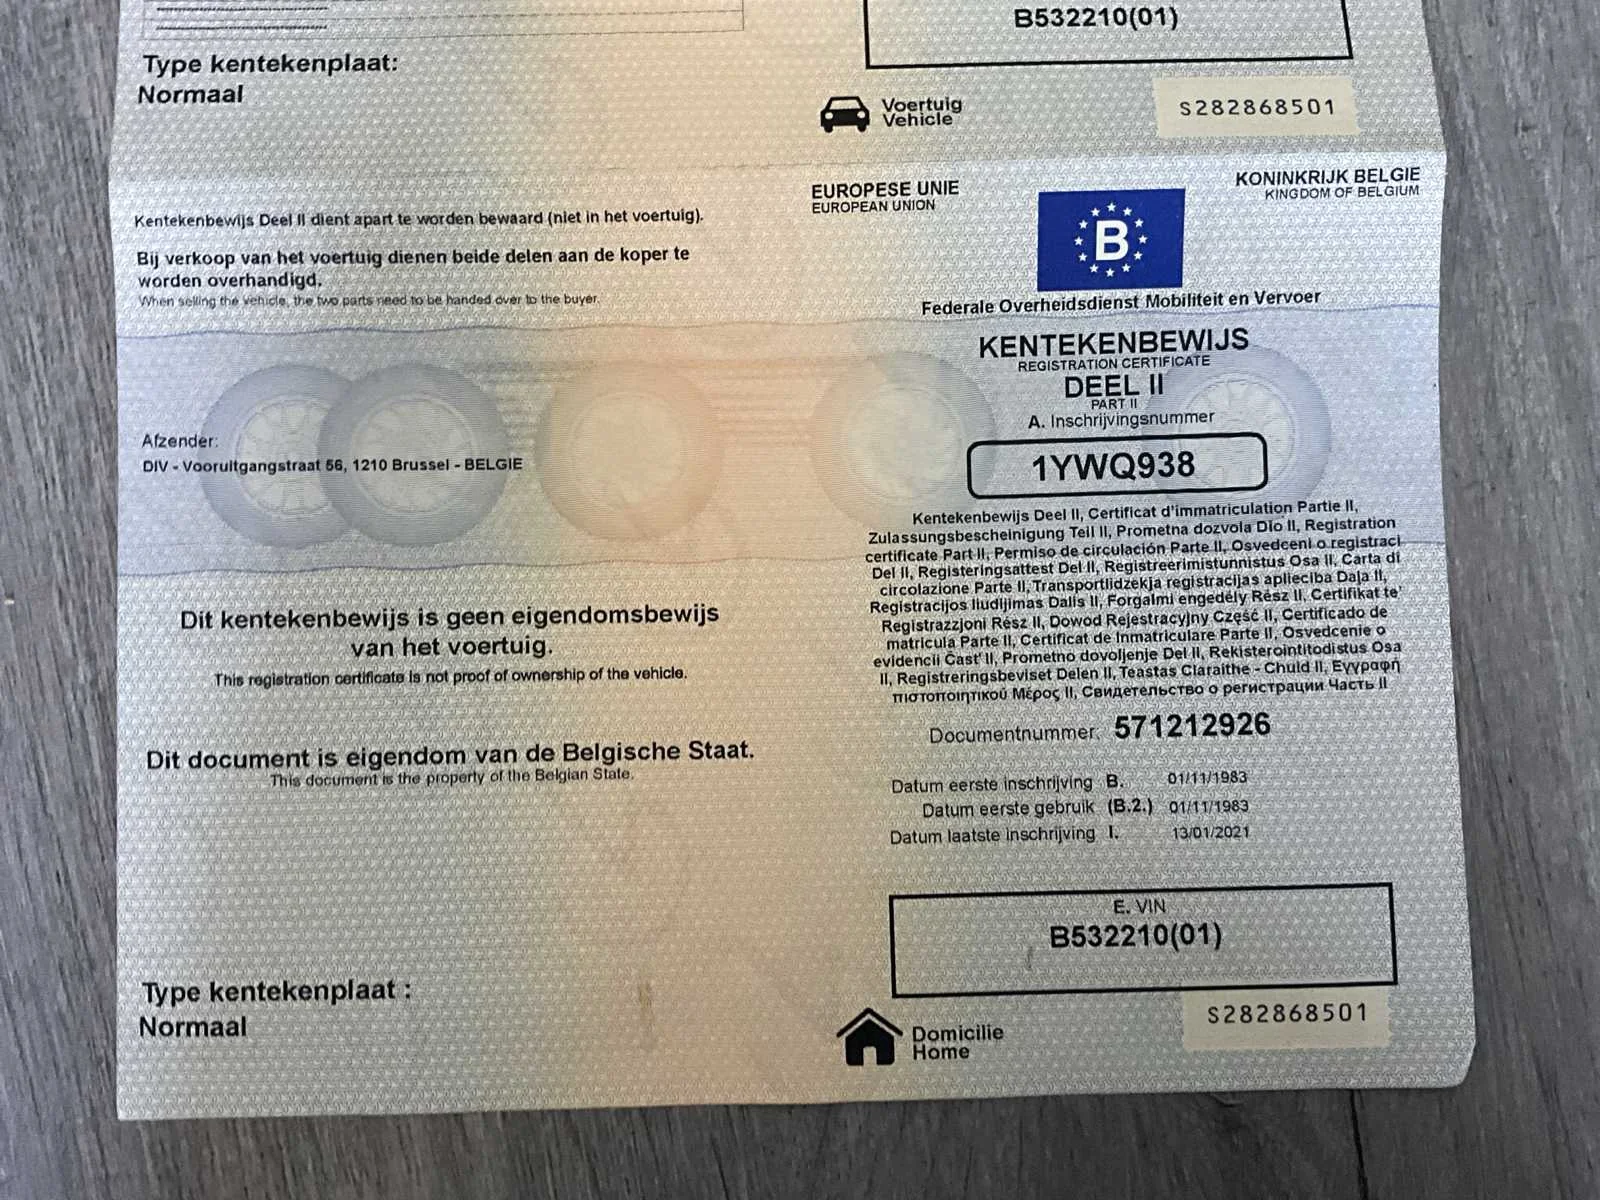 B532210(01)
Type kentekenplaat:
Normaal
Voertuig
Vehicle
S282868501
Kentekenbewijs Deel II dient apart te worden bewaard (niet in het voertuig).
Bij verkoop van het voertuig dienen beide delen aan de koper te
worden overhandigd.
When selling the vehicle, the two parts need to be handed over to the buyer.
Afzender:
DIV - Vooruitgangstraat 56, 1210 Brussel - BELGIE
Dit kentekenbewijs is geen eigendomsbewijs
van het voertuig.
This registration certificate is not proof of ownership of the vehicle.
Dit document is eigendom van de Belgische Staat.
This document is the property of the Belgian State.
Type kentekenplaat :
Normaal
EUROPESE UNIE
EUROPEAN UNION
B
KONINKRIJK BELGIE
KINGDOM OF BELGIUM
Federale Overheidsdienst Mobiliteit en Vervoer
KENTEKENBEWIJS
REGISTRATION CERTIFICATE
DEEL II
PART II
A. Inschrijvingsnummer
1YWQ938
Kentekenbewijs Deel II, Certificat d'immatriculation Partie II,
Zulassungsbescheinigung Teil II, Prometna dozvola Dio II, Registration
certificate Part II, Permiso de circulación Parte II, Osvedceni o registraci
Del II, Registeringsattest Del II, Registreerimistunnistus Osa II, Carta di
circolazione Parte II, Transportlidzekja registracijas aplieciba Daļa II,
Registracijos liudijimas Dalis II, Forgalmi engedély Rész II, Certifikat te'
Registrazzjoni Rész II, Dowod Rejestracyjny Część II, Certificado de
matricula Parte II, Certificat de Inmatriculare Parte II, Osvedcenie o
evidencii Časť II, Prometno dovoljenje Del II, Rekisterointitodistus Osa
II, Registreringsbeviset Delen II, Teastas Claraithe - Chuld II, Εγγραφή
πιστοποιητικού Μέρος II, Свидетельство о регистрации Часть II
Documentnummer: 571212926
Datum eerste inschrijving B. 01/11/1983
Datum eerste gebruik (B.2.) 01/11/1983
Datum laatste inschrijving I. 13/01/2021
E. VIN
B532210(01)
Domicilie
Home
S282868501